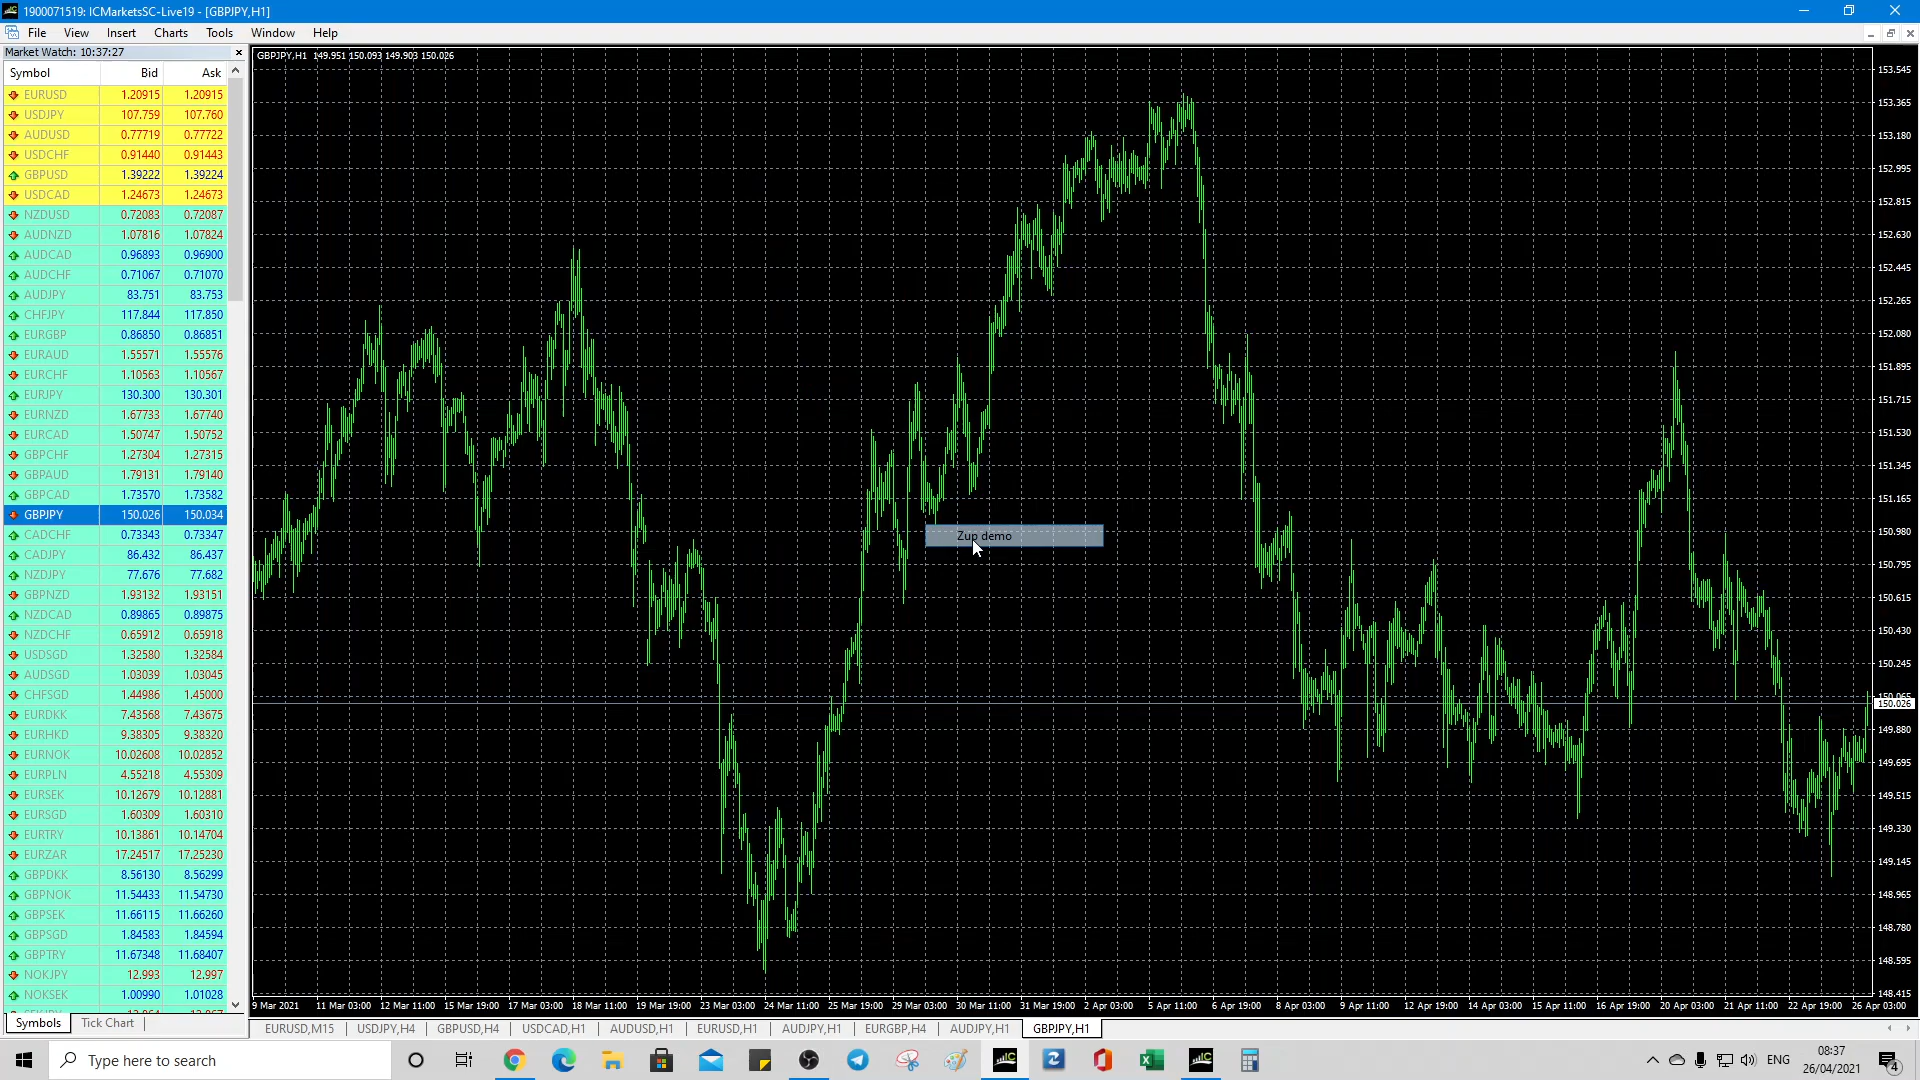 1900071519: ICMarketsSC-Live19 - [GBPJPY,H1]
File View Insert Charts Tools Window Help
Market Watch: 10:37:27
Symbol Bid Ask
EURUSD 1.20915 1.20915
USDJPY 107.759 107.760
AUDUSD 0.77719 0.77722
USDCHF 0.91440 0.91443
GBPUSD 1.39222 1.39224
USDCAD 1.24673 1.24673
NZDUSD 0.72083 0.72087
AUDNZD 1.07816 1.07824
AUDCAD 0.96893 0.96900
AUDCHF 0.71067 0.71070
AUDJPY 83.751 83.753
CHFJPY 117.844 117.850
EURGBP 0.86850 0.86851
EURAUD 1.55571 1.55576
EURCHF 1.10563 1.10567
EURJPY 130.300 130.301
EURNZD 1.67733 1.67740
EURCAD 1.50747 1.50752
GBPCHF 1.27304 1.27315
GBPAUD 1.79131 1.79140
GBPCAD 1.73570 1.73582
GBPJPY 150.026 150.034
CADCHF 0.73343 0.73347
CADJPY 86.432 86.437
NZDJPY 77.676 77.682
GBPNZD 1.93132 1.93151
NZDCAD 0.89865 0.89875
NZDCHF 0.65912 0.65918
USDSGD 1.32580 1.32584
AUDSGD 1.03039 1.03045
CHFSGD 1.44986 1.45000
EURDKK 7.43568 7.43675
EURHKD 9.38305 9.38320
EURNOK 10.02608 10.02852
EURPLN 4.55218 4.55309
EURSEK 10.12679 10.12881
EURSGD 1.60309 1.60310
EURTRY 10.13861 10.14704
EURZAR 17.24517 17.25230
GBPDKK 8.56130 8.56299
GBPNOK 11.54433 11.54730
GBPSEK 11.66115 11.66260
GBPSGD 1.84583 1.84594
GBPTRY 11.67348 11.68407
NOKJPY 12.993 12.997
NOKSEK 1.00990 1.01028
Symbols Tick Chart
GBPJPY,H1 149.951 150.093 149.903 150.026
Zup demo
153.545
153.365
153.180
152.995
152.815
152.630
152.445
152.265
152.080
151.895
151.715
151.530
151.345
151.165
150.980
150.795
150.615
150.430
150.245
150.065
150.026
149.880
149.695
149.515
149.330
149.145
148.965
148.780
148.595
148.415
9 Mar 2021 11 Mar 03:00 12 Mar 11:00 15 Mar 19:00 17 Mar 03:00 18 Mar 11:00 19 Mar 19:00 23 Mar 03:00 24 Mar 11:00 25 Mar 19:00 29 Mar 03:00 30 Mar 11:00 31 Mar 19:00 2 Apr 03:00 5 Apr 11:00 6 Apr 19:00 8 Apr 03:00 9 Apr 11:00 12 Apr 19:00 14 Apr 03:00 15 Apr 11:00 16 Apr 19:00 20 Apr 03:00 21 Apr 11:00 22 Apr 19:00 26 Apr 03:00
EURUSD,M15 USDJPY,H4 GBPUSD,H4 USDCAD,H1 AUDUSD,H1 EURUSD,H1 AUDJPY,H1 EURGBP,H4 AUDJPY,H1 GBPJPY,H1
Type here to search
ENG
08:37
26/04/2021
4